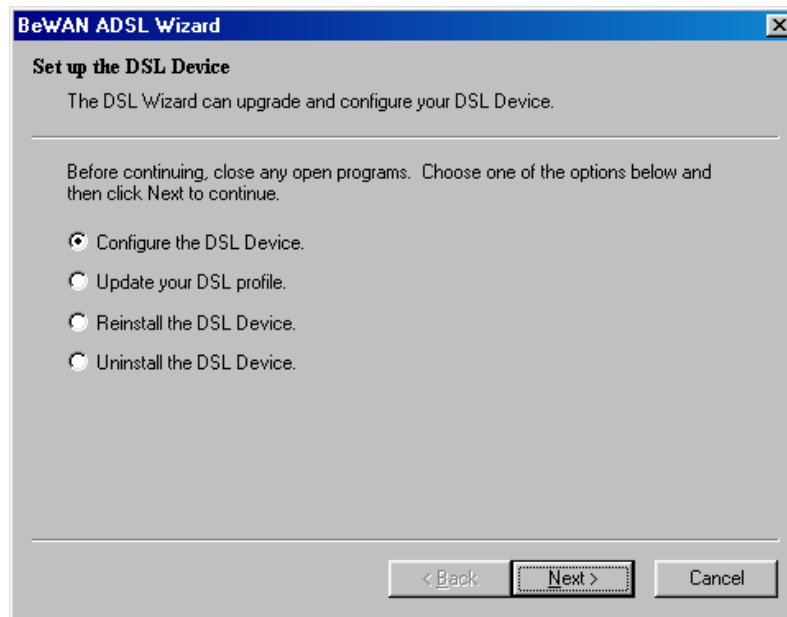 BeWAN ADSL Wizard
Set up the DSL Device
The DSL Wizard can upgrade and configure your DSL Device.
Before continuing, close any open programs. Choose one of the options below and
then click Next to continue.
Configure the DSL Device.
Update your DSL profile.
Reinstall the DSL Device.
Uninstall the DSL Device.
< Back
Next >
Cancel